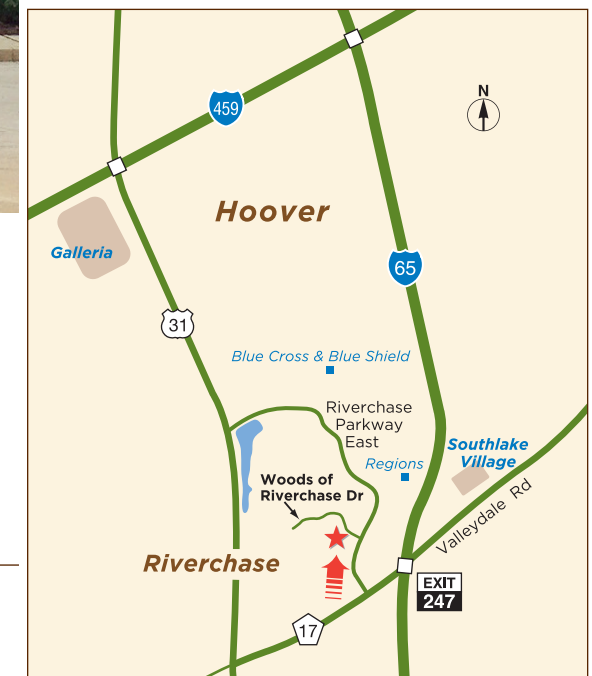 N
459
Hoover
Galleria
65
31
Blue Cross & Blue Shield
Riverchase
Parkway
East
Southlake
Village
Regions
Woods of
Riverchase Dr
Valleydale Rd
Riverchase
EXIT
247
17